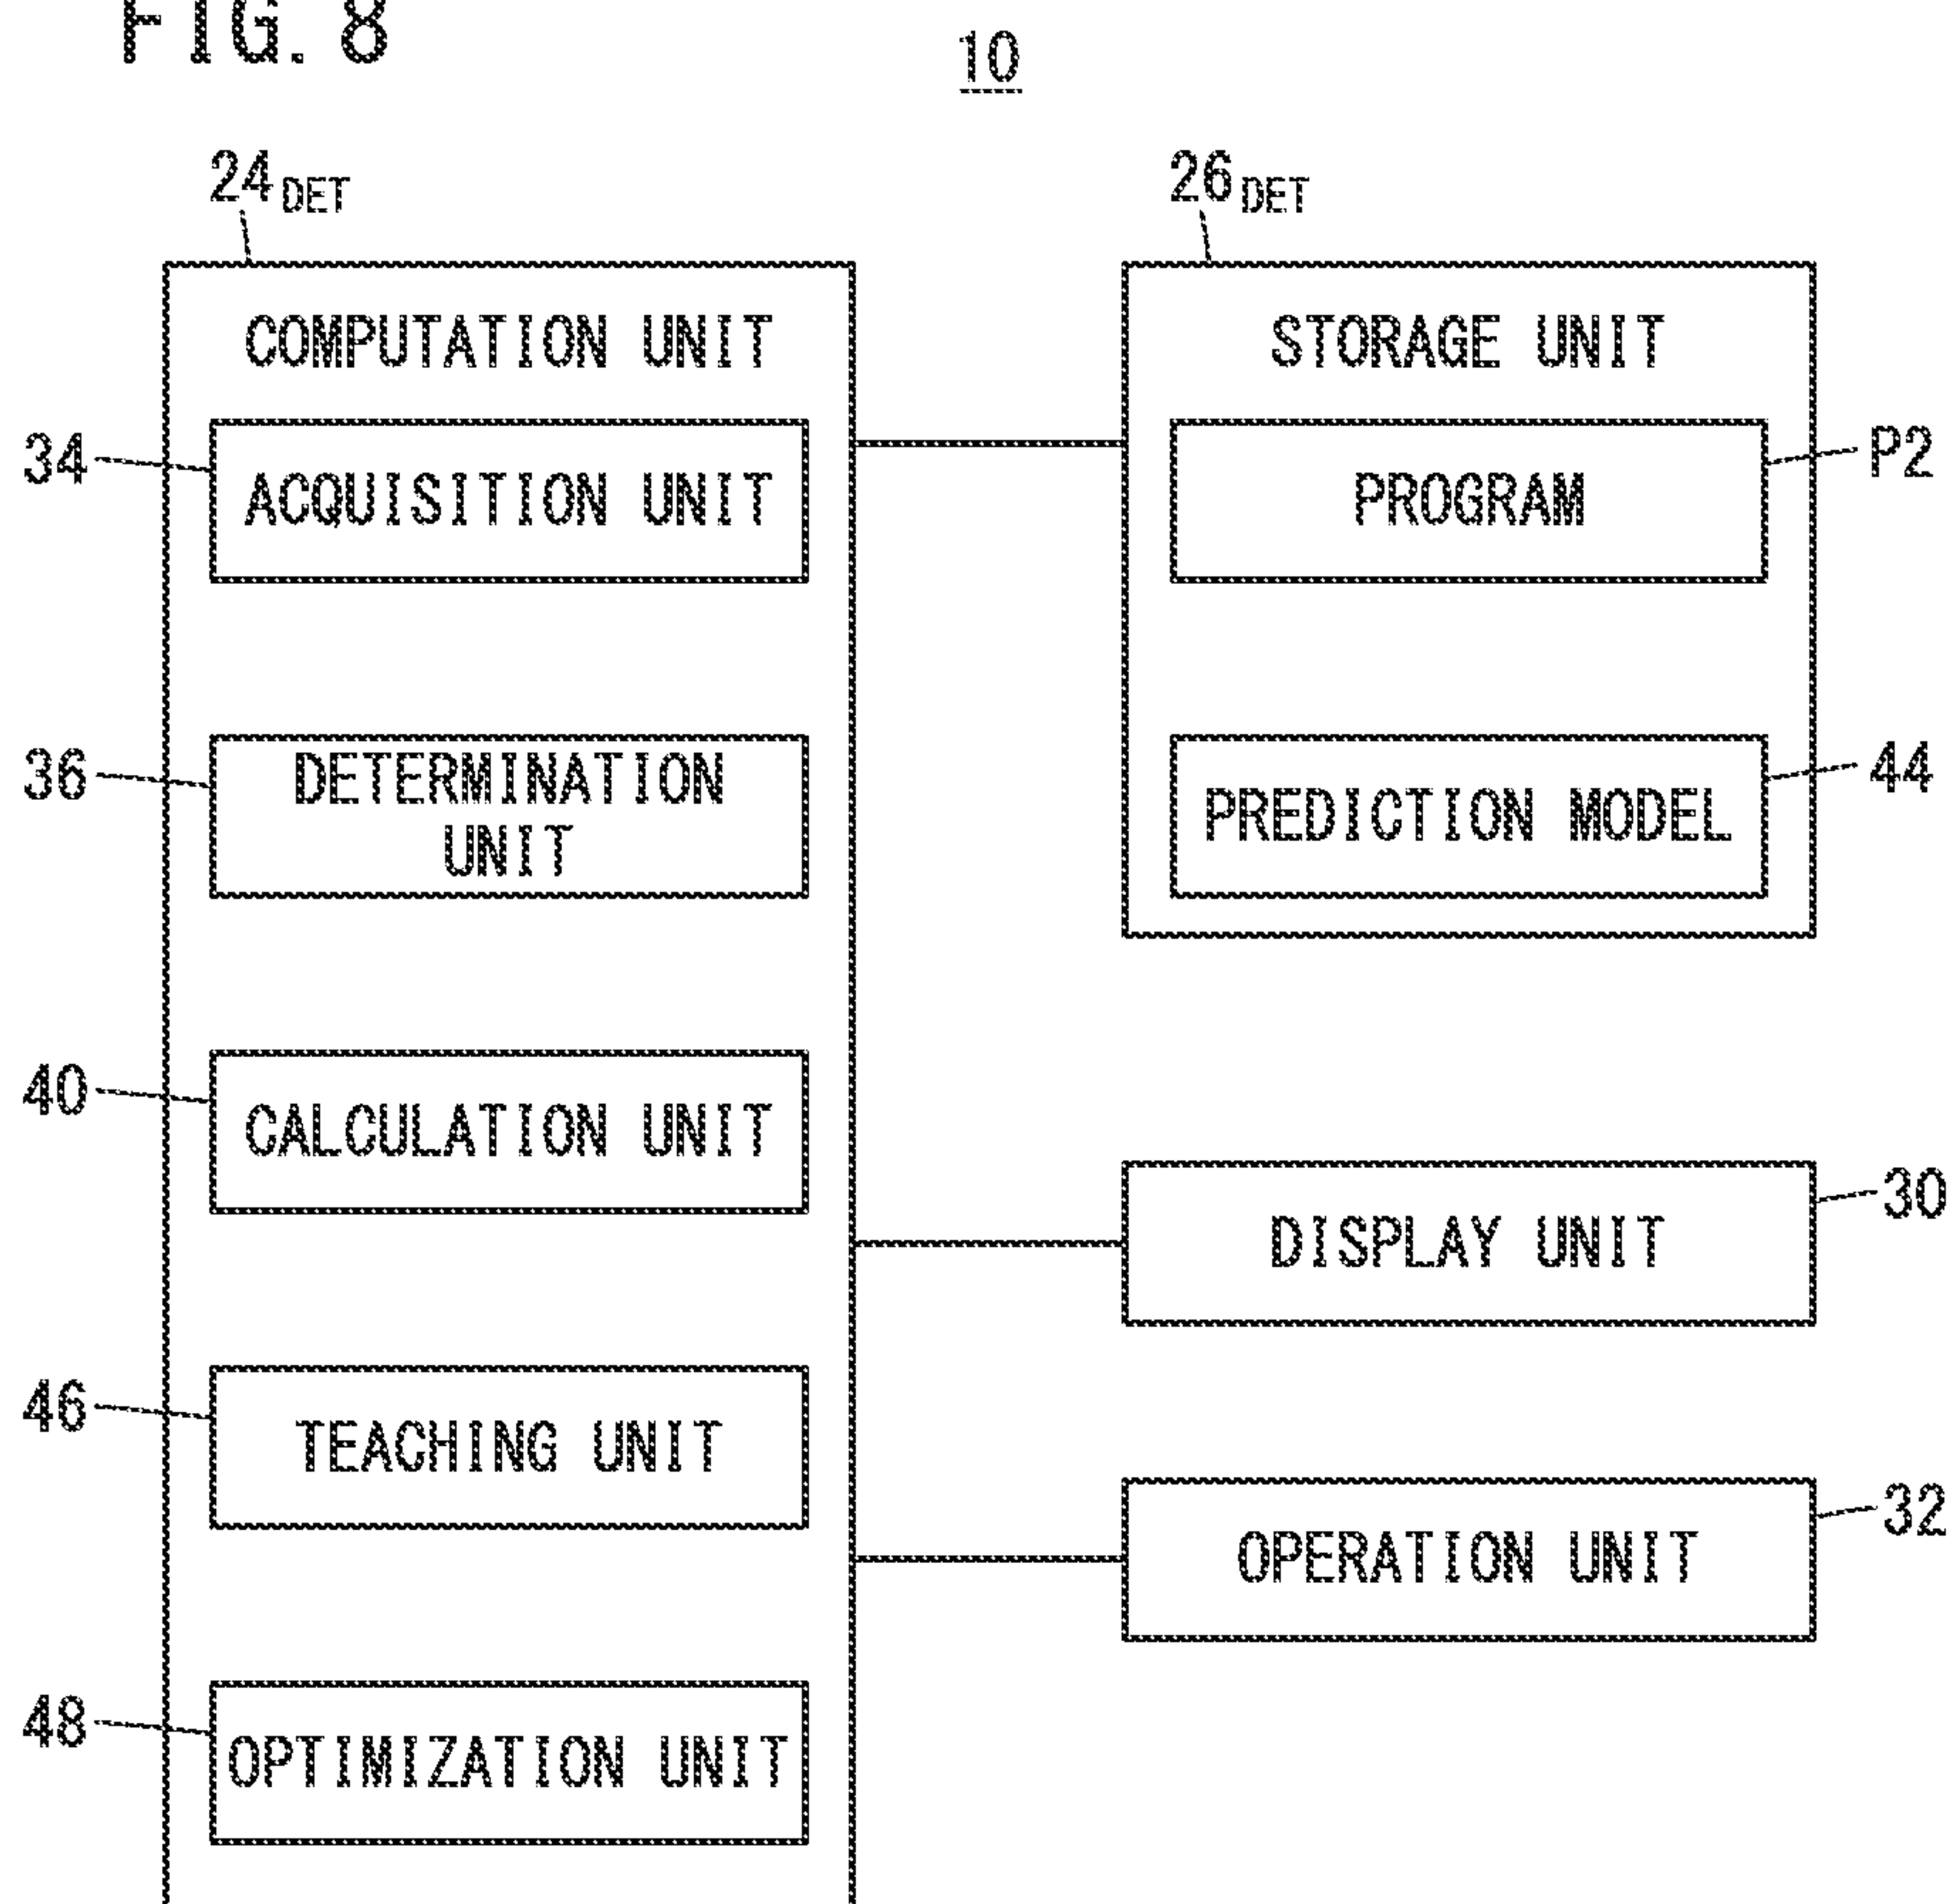 FIG. 8
10
24DET
26DET
COMPUTATION UNIT
STORAGE UNIT
34
ACQUISITION UNIT
PROGRAM
P2
36
DETERMINATION
UNIT
PREDICTION MODEL
44
40
CALCULATION UNIT
DISPLAY UNIT
30
46
TEACHING UNIT
OPERATION UNIT
32
48
OPTIMIZATION UNIT